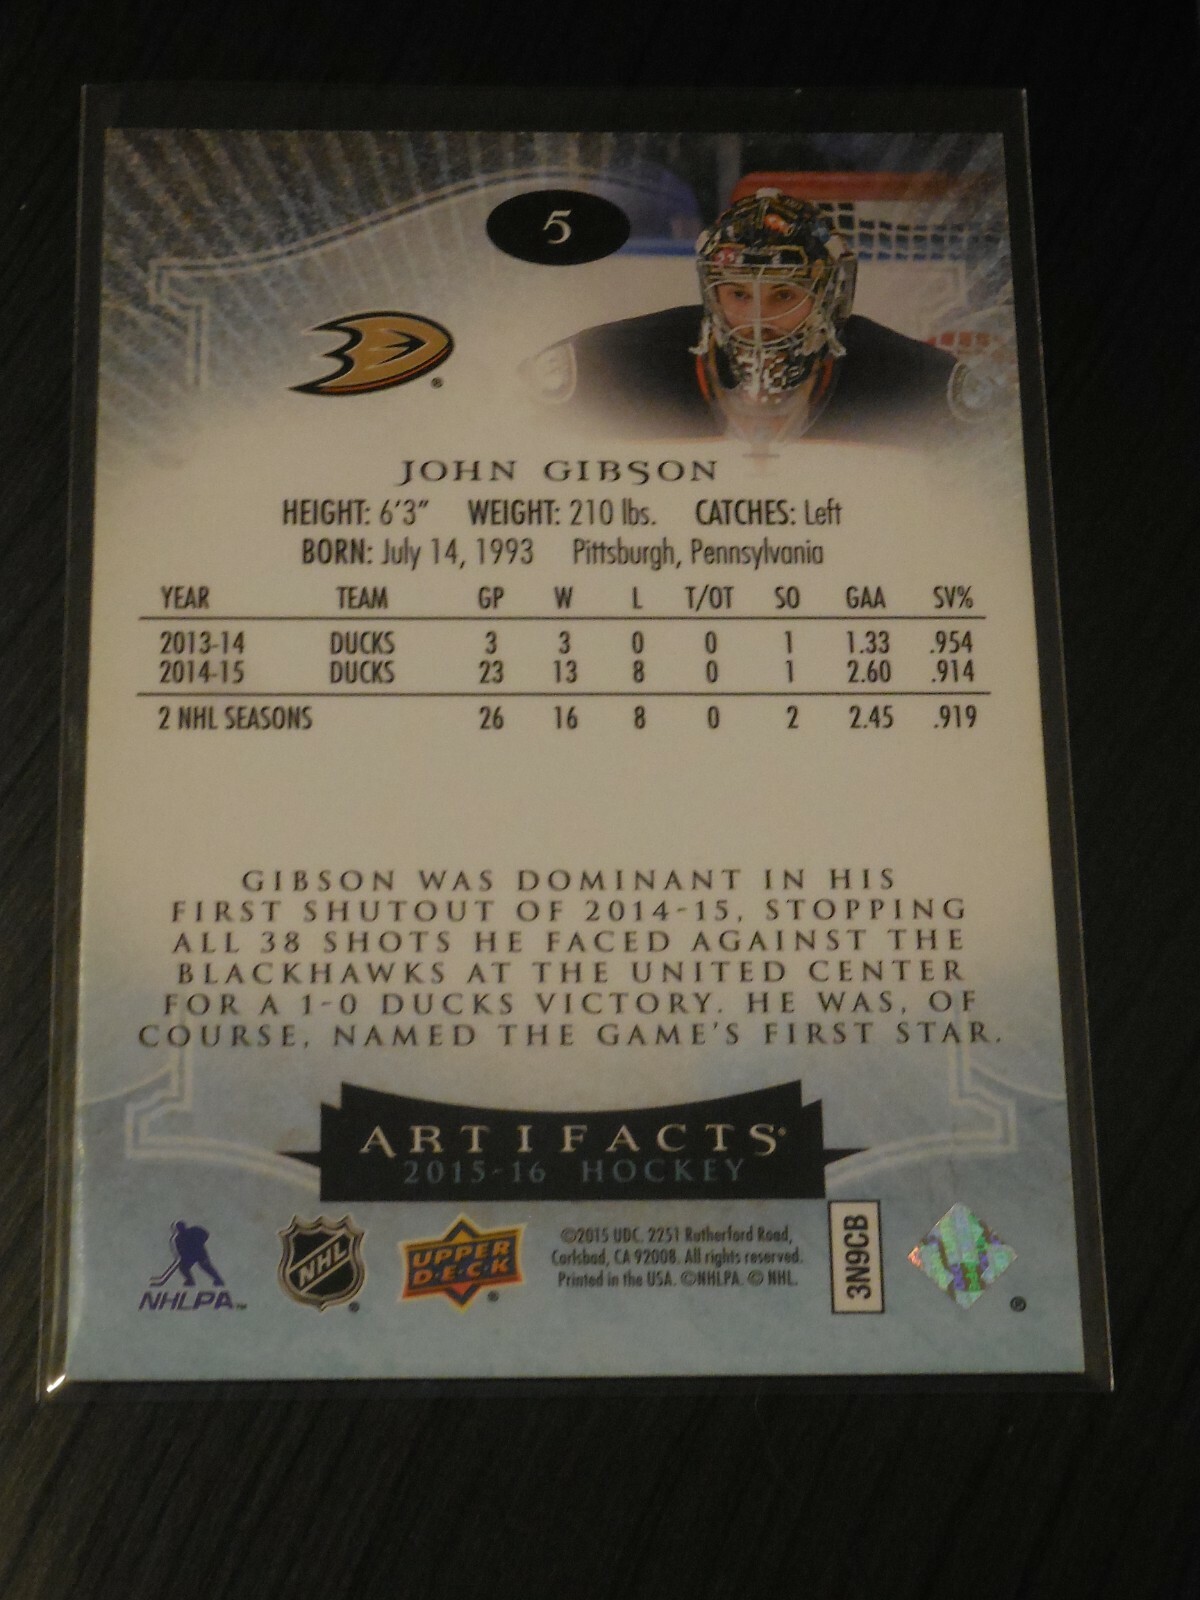 5
JOHN GIBSON
HEIGHT: 6'3" WEIGHT: 210 lbs. CATCHES: Left
BORN: July 14, 1993 Pittsburgh, Pennsylvania
YEAR TEAM GP W L T/OT SO GAA SV%
2013-14 DUCKS 3 3 0 0 1 1.33 .954
2014-15 DUCKS 23 13 8 0 1 2.60 .914
2 NHL SEASONS 26 16 8 0 2 2.45 .919
GIBSON WAS DOMINANT IN HIS
FIRST SHUTOUT OF 2014-15, STOPPING
ALL 38 SHOTS HE FACED AGAINST THE
BLACKHAWKS AT THE UNITED CENTER
FOR A 1-0 DUCKS VICTORY. HE WAS, OF
COURSE, NAMED THE GAME'S FIRST STAR.
ARTIFACTS®
2015-16 HOCKEY
NHLPA™
NHL ®
UPPER
D·E·C·K ®
©2015 UDC. 2251 Rutherford Road,
Carlsbad, CA 92008. All rights reserved.
Printed in the USA. ©NHLPA. © NHL.
3N9CB
®